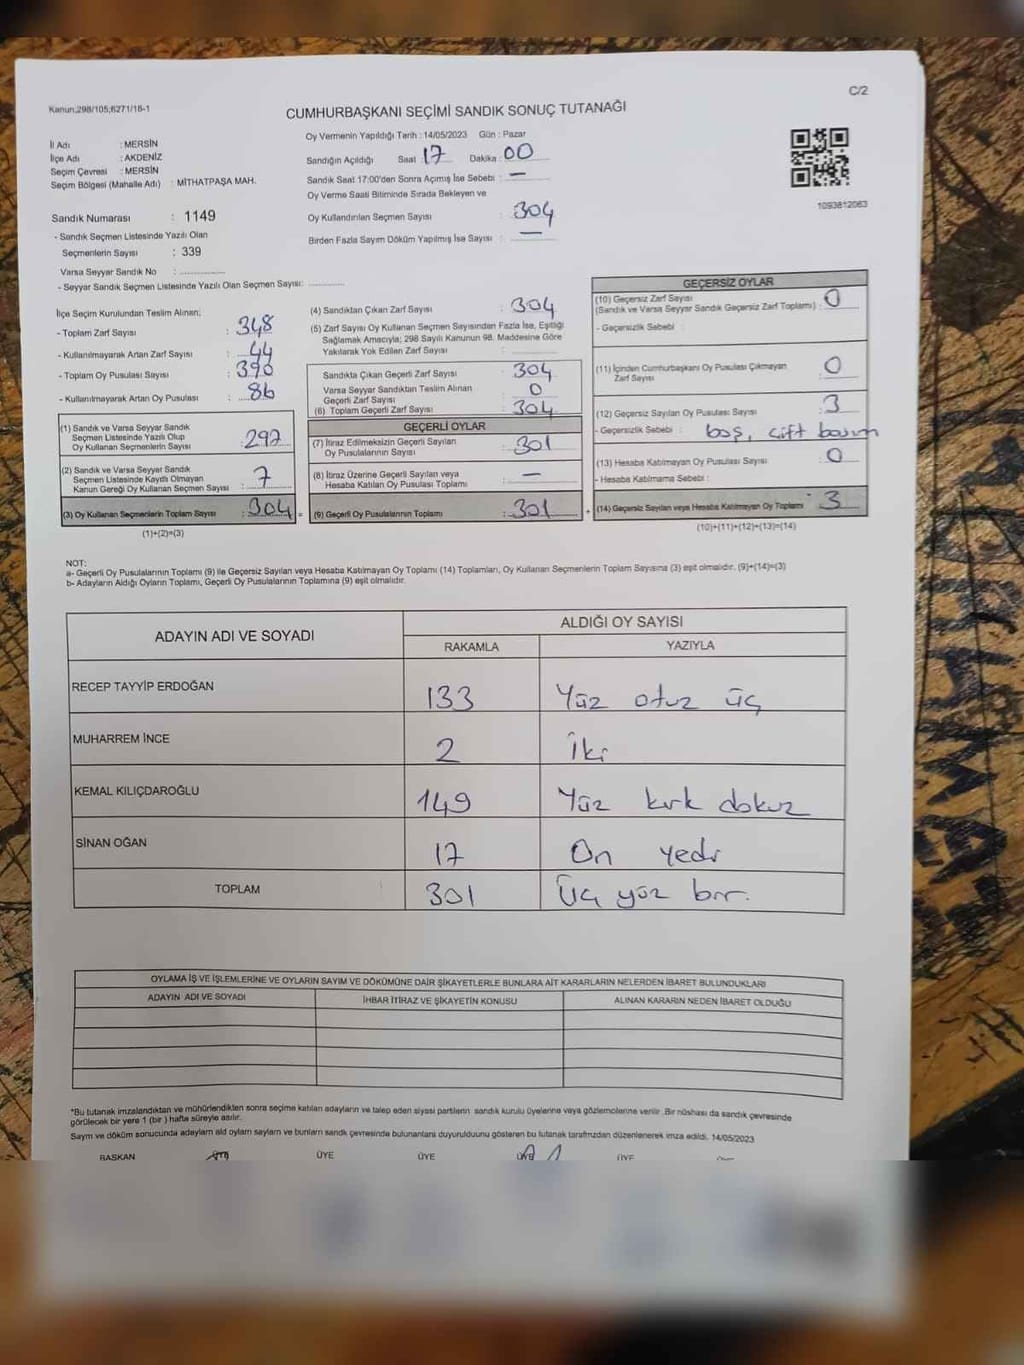 Kanun:298/105;6271/18-1
C/2
CUMHURBAŞKANI SEÇİMİ SANDIK SONUÇ TUTANAĞI
İl Adı : MERSİN
İlçe Adı : AKDENİZ
Seçim Çevresi : MERSİN
Seçim Bölgesi (Mahalle Adı) : MİTHATPAŞA MAH.
Sandık Numarası : 1149
- Sandık Seçmen Listesinde Yazılı Olan
Seçmenlerin Sayısı : 339
Varsa Seyyar Sandık No :
- Seyyar Sandık Seçmen Listesinde Yazılı Olan Seçmen Sayısı:
Oy Vermenin Yapıldığı Tarih : 14/05/2023 Gün : Pazar
Sandığın Açıldığı Saat 17 Dakika : 00
Sandık Saat 17:00'den Sonra Açımış İse Sebebi : —
Oy Verme Saati Bitiminde Sırada Bekleyen ve
Oy Kullandırılan Seçmen Sayısı : 304
Birden Fazla Sayım Döküm Yapılmış İse Sayısı : —
1093812063
İlçe Seçim Kurulundan Teslim Alınan;
- Toplam Zarf Sayısı : 348
- Kullanılmayarak Artan Zarf Sayısı : 44
- Toplam Oy Pusulası Sayısı : 390
- Kullanılmayarak Artan Oy Pusulası : 86
(1) Sandık ve Varsa Seyyar Sandık
Seçmen Listesinde Yazılı Olup
Oy Kullanan Seçmenlerin Sayısı : 297
(2) Sandık ve Varsa Seyyar Sandık
Seçmen Listesinde Kayıtlı Olmayan
Kanun Gereği Oy Kullanan Seçmen Sayısı : 7
(3) Oy Kullanan Seçmenlerin Toplam Sayısı : 304 =
(1)+(2)=(3)
(4) Sandıktan Çıkan Zarf Sayısı : 304
(5) Zarf Sayısı Oy Kullanan Seçmen Sayısından Fazla İse, Eşitliği
Sağlamak Amacıyla; 298 Sayılı Kanunun 98. Maddesine Göre
Yakılarak Yok Edilen Zarf Sayısı :
Sandıkta Çıkan Geçerli Zarf Sayısı : 304
Varsa Seyyar Sandıktan Teslim Alınan
Geçerli Zarf Sayısı : 0
(6) Toplam Geçerli Zarf Sayısı : 304
GEÇERLİ OYLAR
(7) İtiraz Edilmeksizin Geçerli Sayılan
Oy Pusulalarının Sayısı : 301
(8) İtiraz Üzerine Geçerli Sayılan veya
Hesaba Katılan Oy Pusulası Toplamı : —
(9) Geçerli Oy Pusulalarının Toplamı : 301 +
GEÇERSİZ OYLAR
(10) Geçersiz Zarf Sayısı
(Sandık ve Varsa Seyyar Sandık Geçersiz Zarf Toplamı) : 0
- Geçersizlik Sebebi :
(11) İçinden Cumhurbaşkanı Oy Pusulası Çıkmayan
Zarf Sayısı : 0
(12) Geçersiz Sayılan Oy Pusulası Sayısı : 3
- Geçersizlik Sebebi : boş, çift basım
(13) Hesaba Katılmayan Oy Pusulası Sayısı : 0
- Hesaba Katılmama Sebebi :
(14) Geçersiz Sayılan veya Hesaba Katılmayan Oy Toplamı : 3
(10)+(11)+(12)+(13)=(14)
NOT:
a- Geçerli Oy Pusulalarının Toplamı (9) ile Geçersiz Sayılan veya Hesaba Katılmayan Oy Toplamı (14) Toplamları, Oy Kullanan Seçmenlerin Toplam Sayısına (3) eşit olmalıdır. (9)+(14)=(3)
b- Adayların Aldığı Oyların Toplamı, Geçerli Oy Pusulalarının Toplamına (9) eşit olmalıdır.
ADAYIN ADI VE SOYADI
ALDIĞI OY SAYISI
RAKAMLA YAZIYLA
RECEP TAYYİP ERDOĞAN 133 Yüz otuz üç
MUHARREM İNCE 2 İki
KEMAL KILIÇDAROĞLU 149 Yüz kırk dokuz
SİNAN OĞAN 17 On yedi
TOPLAM 301 Üç yüz bir.
OYLAMA İŞ VE İŞLEMLERİNE VE OYLARIN SAYIM VE DÖKÜMÜNE DAİR ŞİKAYETLERLE BUNLARA AİT KARARLARIN NELERDEN İBARET BULUNDUKLARI
ADAYIN ADI VE SOYADI İHBAR İTİRAZ VE ŞİKAYETİN KONUSU ALINAN KARARIN NEDEN İBARET OLDUĞU
*Bu tutanak imzalandıktan ve mühürlendikten sonra seçime katılan adayların ve talep eden siyasi partilerin sandık kurulu üyelerine veya gözlemcilerine verilir. Bir nüshası da sandık çevresinde
görülecek bir yere 1 (bir) hafta süreyle asılır.
Sayım ve döküm sonucunda adayların aldı oyların sayıları ve bunların sandık çevresinde bulunanlara duyurulduunu gösteren bu tutanak tarafımızdan düzenlenerek imza edildi. 14/05/2023
BAŞKAN ÜYE ÜYE ÜYE ÜYE